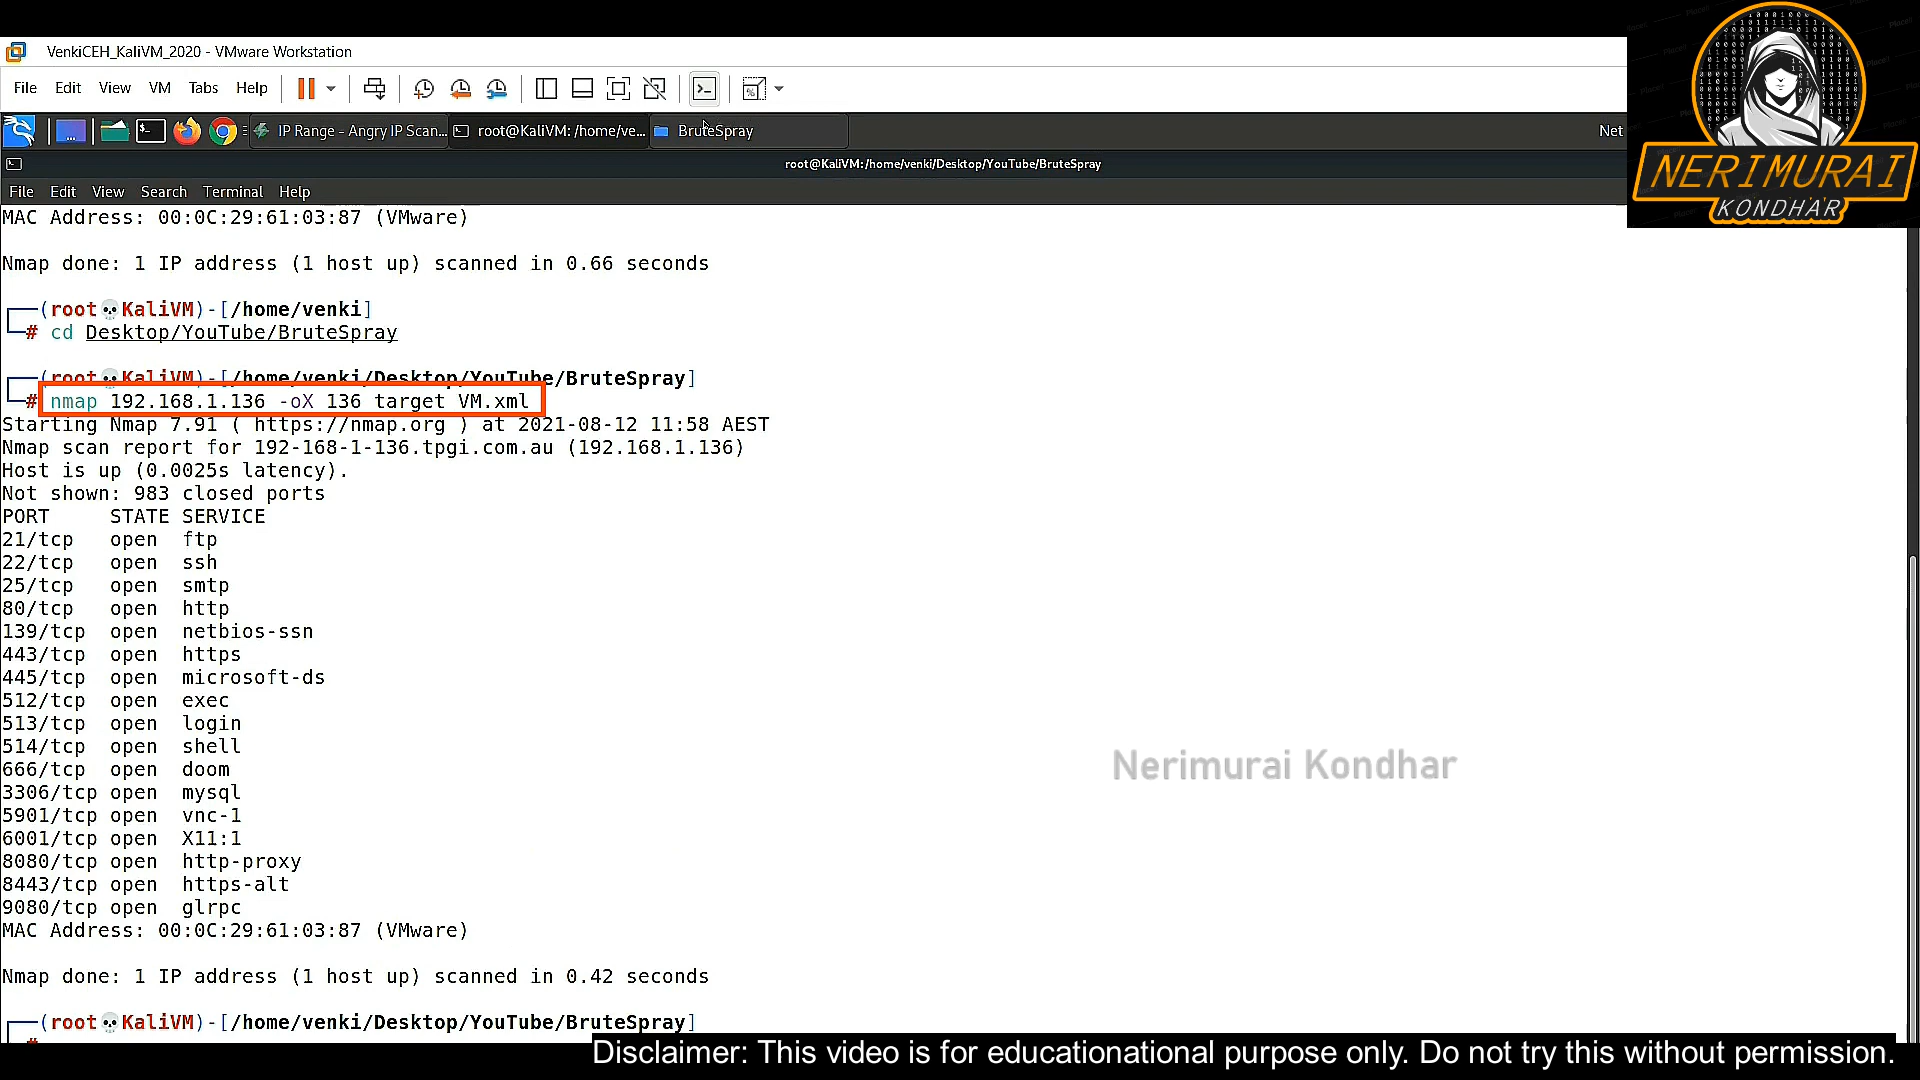 VenkiCEH_KaliVM_2020 - VMware Workstation
File Edit View VM Tabs Help
IP Range - Angry IP Scan... root@KaliVM: /home/ve... BruteSpray Net
root@KaliVM:/home/venki/Desktop/YouTube/BruteSpray
File Edit View Search Terminal Help
NERIMURAI
KONDHAR
MAC Address: 00:0C:29:61:03:87 (VMware)
Nmap done: 1 IP address (1 host up) scanned in 0.66 seconds
(root💀KaliVM)-[/home/venki]
# cd Desktop/YouTube/BruteSpray
(root💀KaliVM)-[/home/venki/Desktop/YouTube/BruteSpray]
# nmap 192.168.1.136 -oX 136 target VM.xml
Starting Nmap 7.91 ( https://nmap.org ) at 2021-08-12 11:58 AEST
Nmap scan report for 192-168-1-136.tpgi.com.au (192.168.1.136)
Host is up (0.0025s latency).
Not shown: 983 closed ports
PORT STATE SERVICE
21/tcp open ftp
22/tcp open ssh
25/tcp open smtp
80/tcp open http
139/tcp open netbios-ssn
443/tcp open https
445/tcp open microsoft-ds
512/tcp open exec
513/tcp open login
514/tcp open shell
666/tcp open doom
3306/tcp open mysql
5901/tcp open vnc-1
6001/tcp open X11:1
8080/tcp open http-proxy
8443/tcp open https-alt
9080/tcp open glrpc
MAC Address: 00:0C:29:61:03:87 (VMware)
Nerimurai Kondhar
Nmap done: 1 IP address (1 host up) scanned in 0.42 seconds
(root💀KaliVM)-[/home/venki/Desktop/YouTube/BruteSpray]
#
Disclaimer: This video is for educationational purpose only. Do not try this without permission.